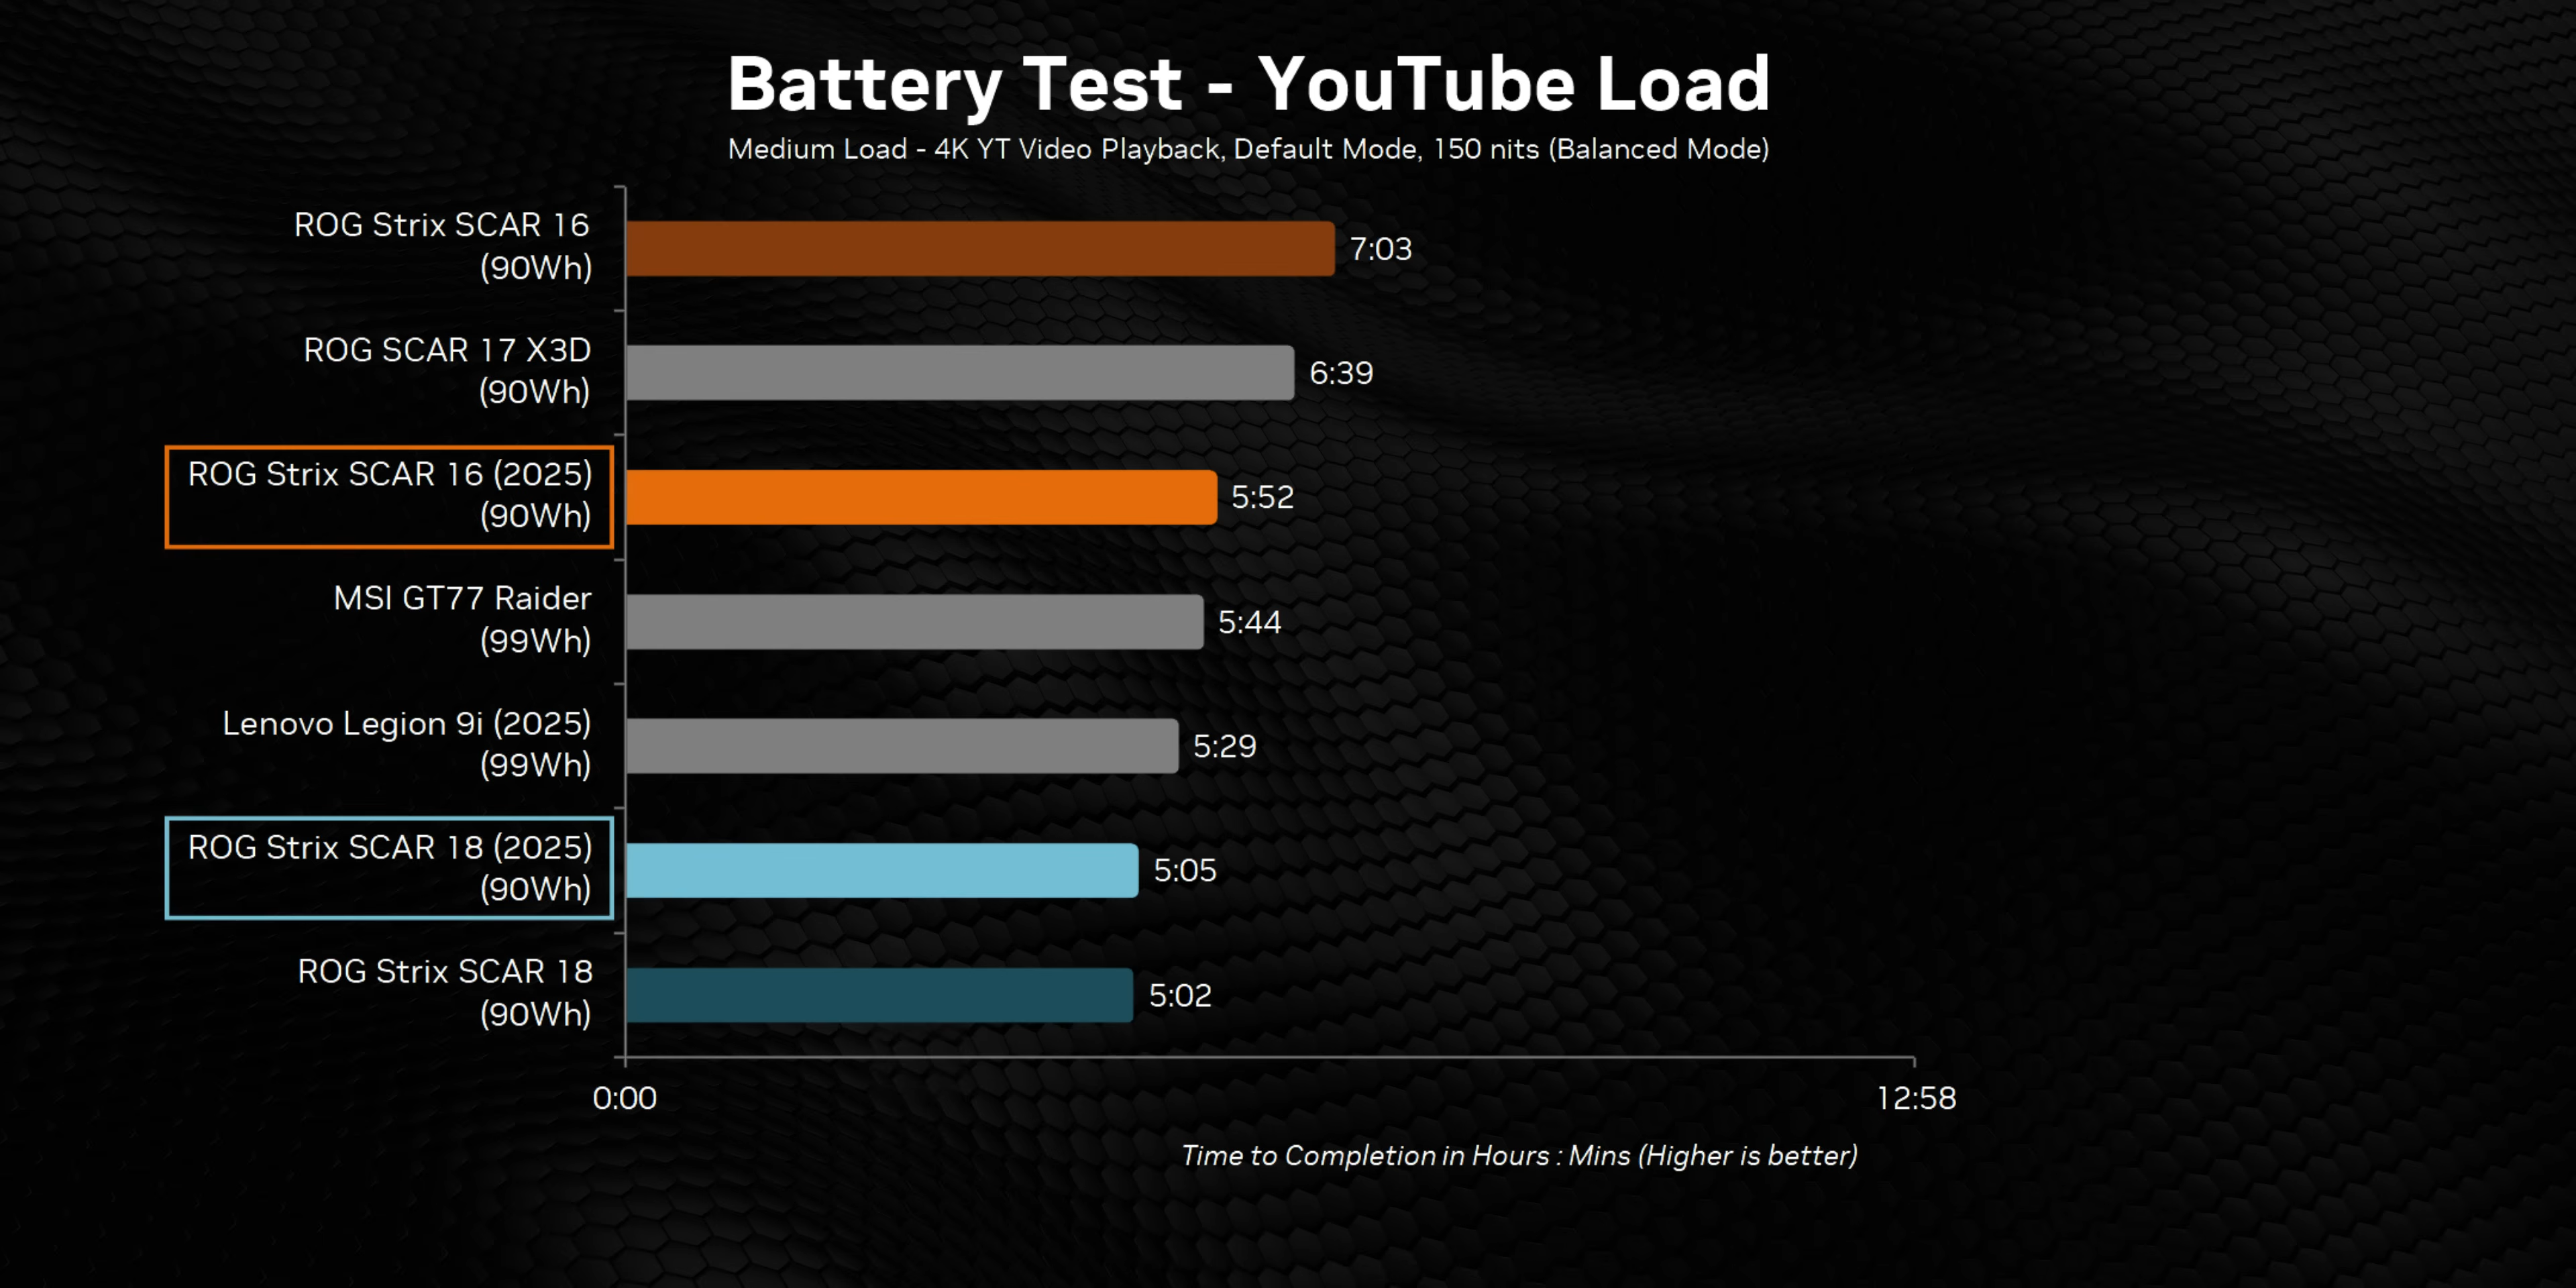 Battery Test - YouTube Load
Medium Load - 4K YT Video Playback, Default Mode, 150 nits (Balanced Mode)
ROG Strix SCAR 16
(90Wh)
7:03
ROG SCAR 17 X3D
(90Wh)
6:39
ROG Strix SCAR 16 (2025)
(90Wh)
5:52
MSI GT77 Raider
(99Wh)
5:44
Lenovo Legion 9i (2025)
(99Wh)
5:29
ROG Strix SCAR 18 (2025)
(90Wh)
5:05
ROG Strix SCAR 18
(90Wh)
5:02
0:00
12:58
Time to Completion in Hours : Mins (Higher is better)